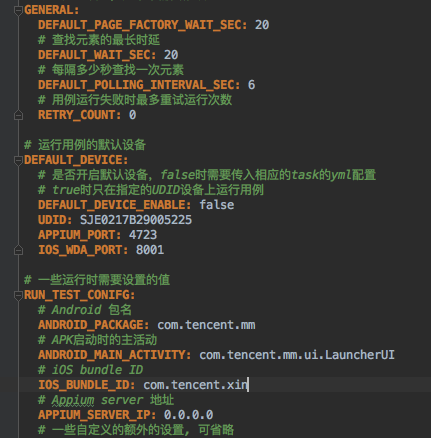 GENERAL:
DEFAULT_PAGE_FACTORY_WAIT_SEC: 20
# 查找元素的最长时延
DEFAULT_WAIT_SEC: 20
# 每隔多少秒查找一次元素
DEFAULT_POLLING_INTERVAL_SEC: 6
# 用例运行失败时最多重试运行次数
RETRY_COUNT: 0
# 运行用例的默认设备
DEFAULT_DEVICE:
# 是否开启默认设备, false时需要传入相应的task的yml配置
# true时只在指定的UDID设备上运行用例
DEFAULT_DEVICE_ENABLE: false
UDID: SJE0217B29005225
APPIUM_PORT: 4723
IOS_WDA_PORT: 8001
# 一些运行时需要设置的值
RUN_TEST_CONIFG:
# Android 包名
ANDROID_PACKAGE: com.tencent.mm
# APK启动时的主活动
ANDROID_MAIN_ACTIVITY: com.tencent.mm.ui.LauncherUI
# iOS bundle ID
IOS_BUNDLE_ID: com.tencent.xin
# Appium server 地址
APPIUM_SERVER_IP: 0.0.0.0
# 一些自定义的额外的设置, 可省略